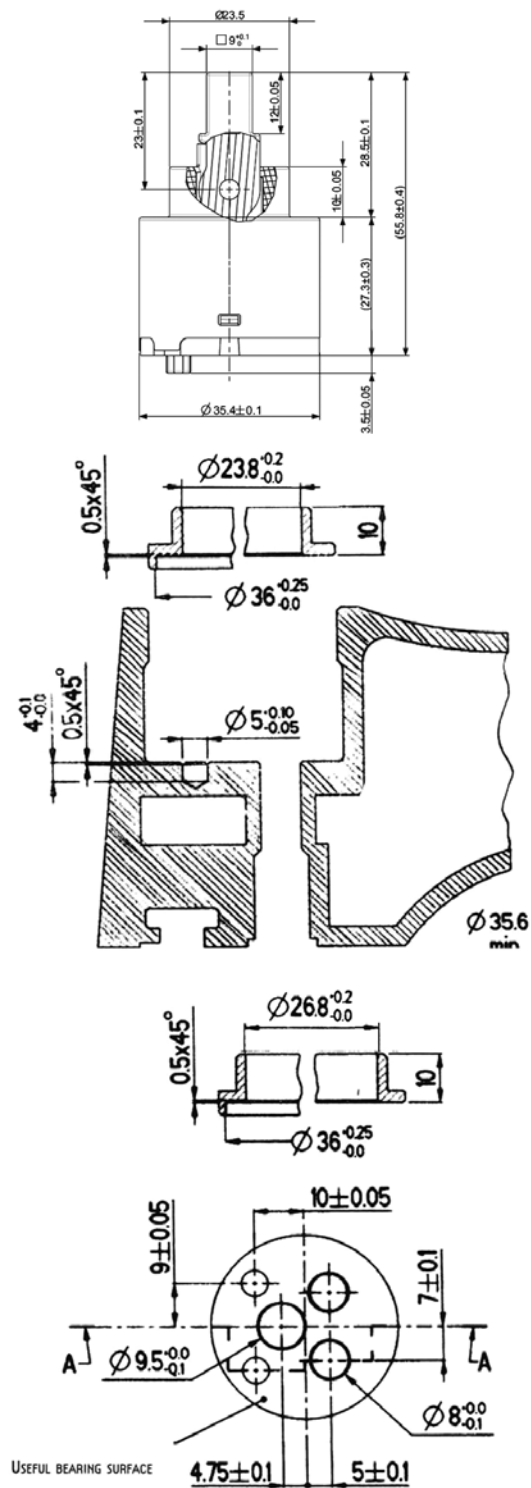 Ø23.5
□ 9 +0.1 0
12±0.05
23±0.1
28.5±0.1
10±0.05
(55.8±0.4)
(27.3±0.3)
3.5±0.05
Ø 35.4±0.1
Ø23.8 +0.2 -0.0
0.5x45°
10
Ø 36 +0.25 -0.0
4 +0.1 -0.0
0.5x45°
Ø 5 +0.10 -0.05
Ø 35.6
min
Ø26.8 +0.2 -0.0
0.5x45°
10
Ø 36 +0.25 -0.0
10±0.05
9±0.05
7±0.1
A
A
Ø 9.5 -0.0 -0.1
Ø 8 -0.0 -0.1
USEFUL BEARING SURFACE
4.75±0.1
5±0.1